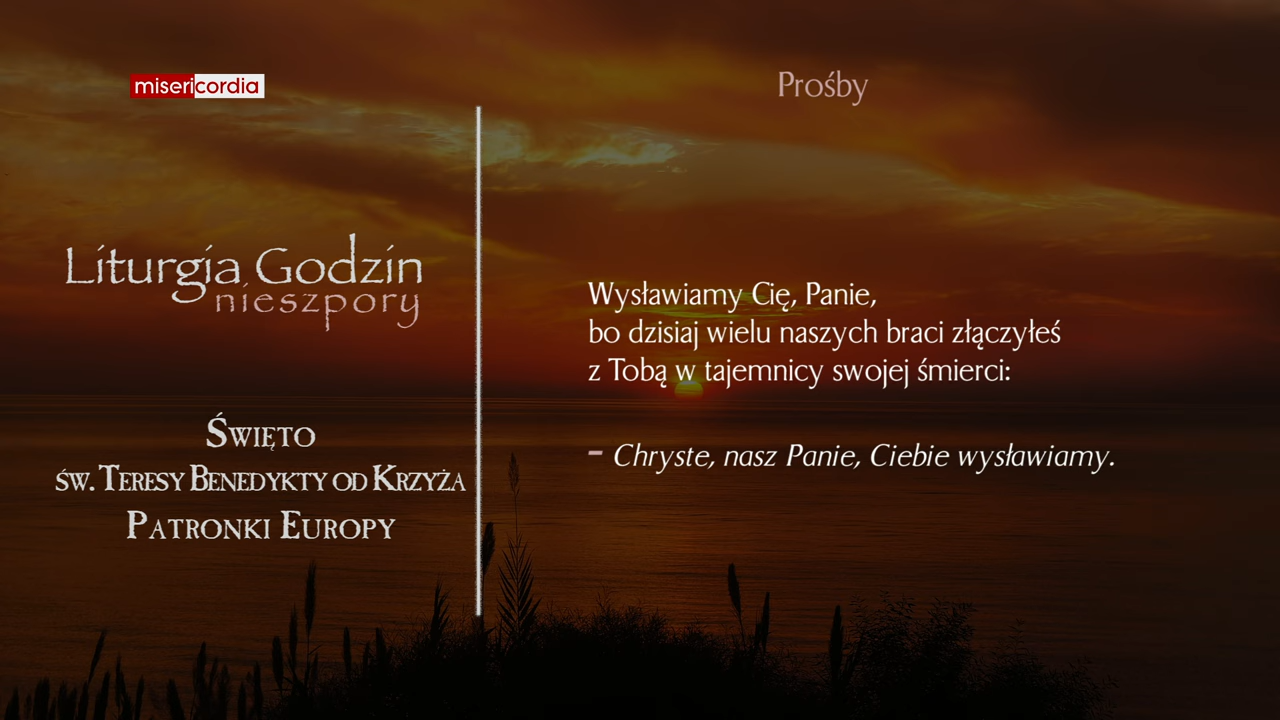 misericordia
Prośby
Liturgia Godzin
nieszpory
Święto
św. Teresy Benedykty od Krzyża
Patronki Europy
Wysławiamy Cię, Panie,
bo dzisiaj wielu naszych braci złączyłeś
z Tobą w tajemnicy swojej śmierci:
– Chryste, nasz Panie, Ciebie wysławiamy.